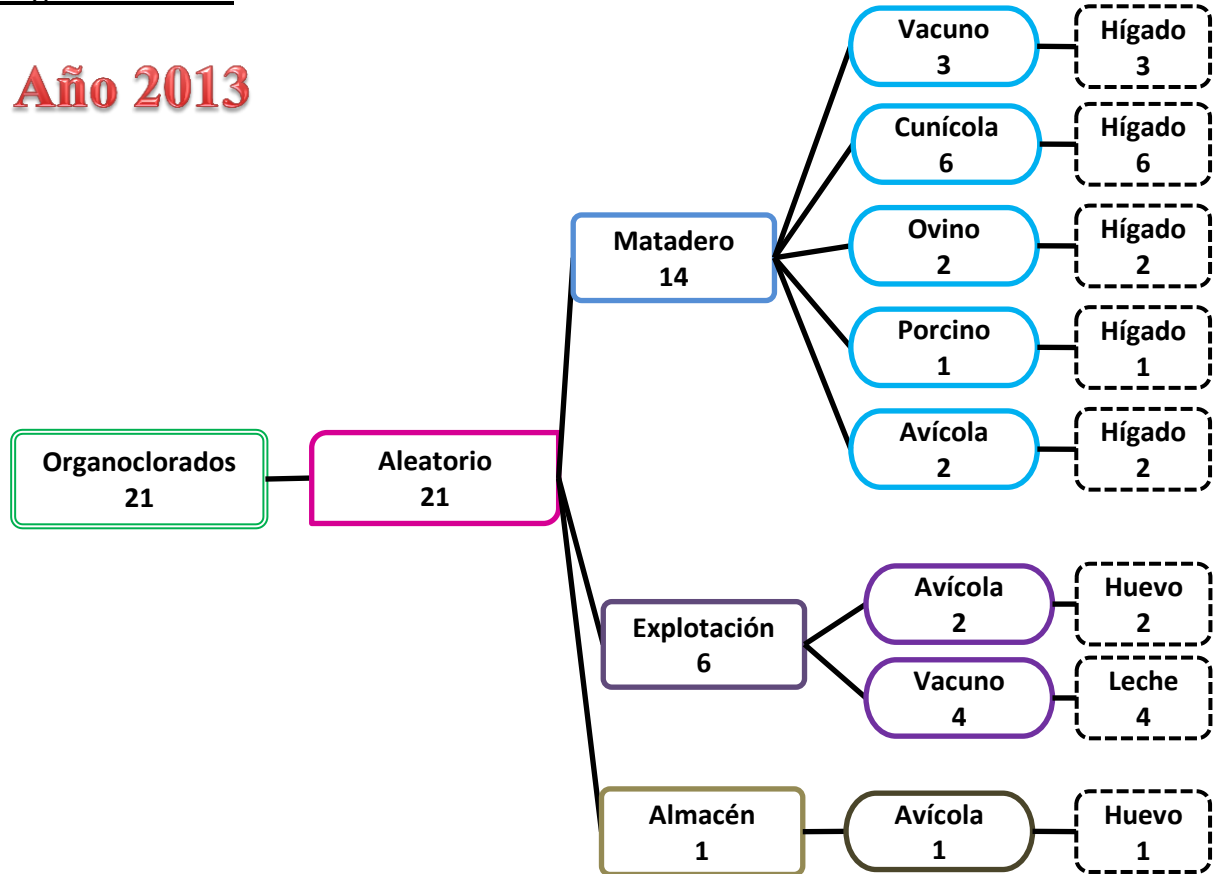 Año 2013
Organoclorados
21
Aleatorio
21
Matadero
14
Vacuno
3
Hígado
3
Cunícola
6
Hígado
6
Ovino
2
Hígado
2
Porcino
1
Hígado
1
Avícola
2
Hígado
2
Explotación
6
Avícola
2
Huevo
2
Vacuno
4
Leche
4
Almacén
1
Avícola
1
Huevo
1